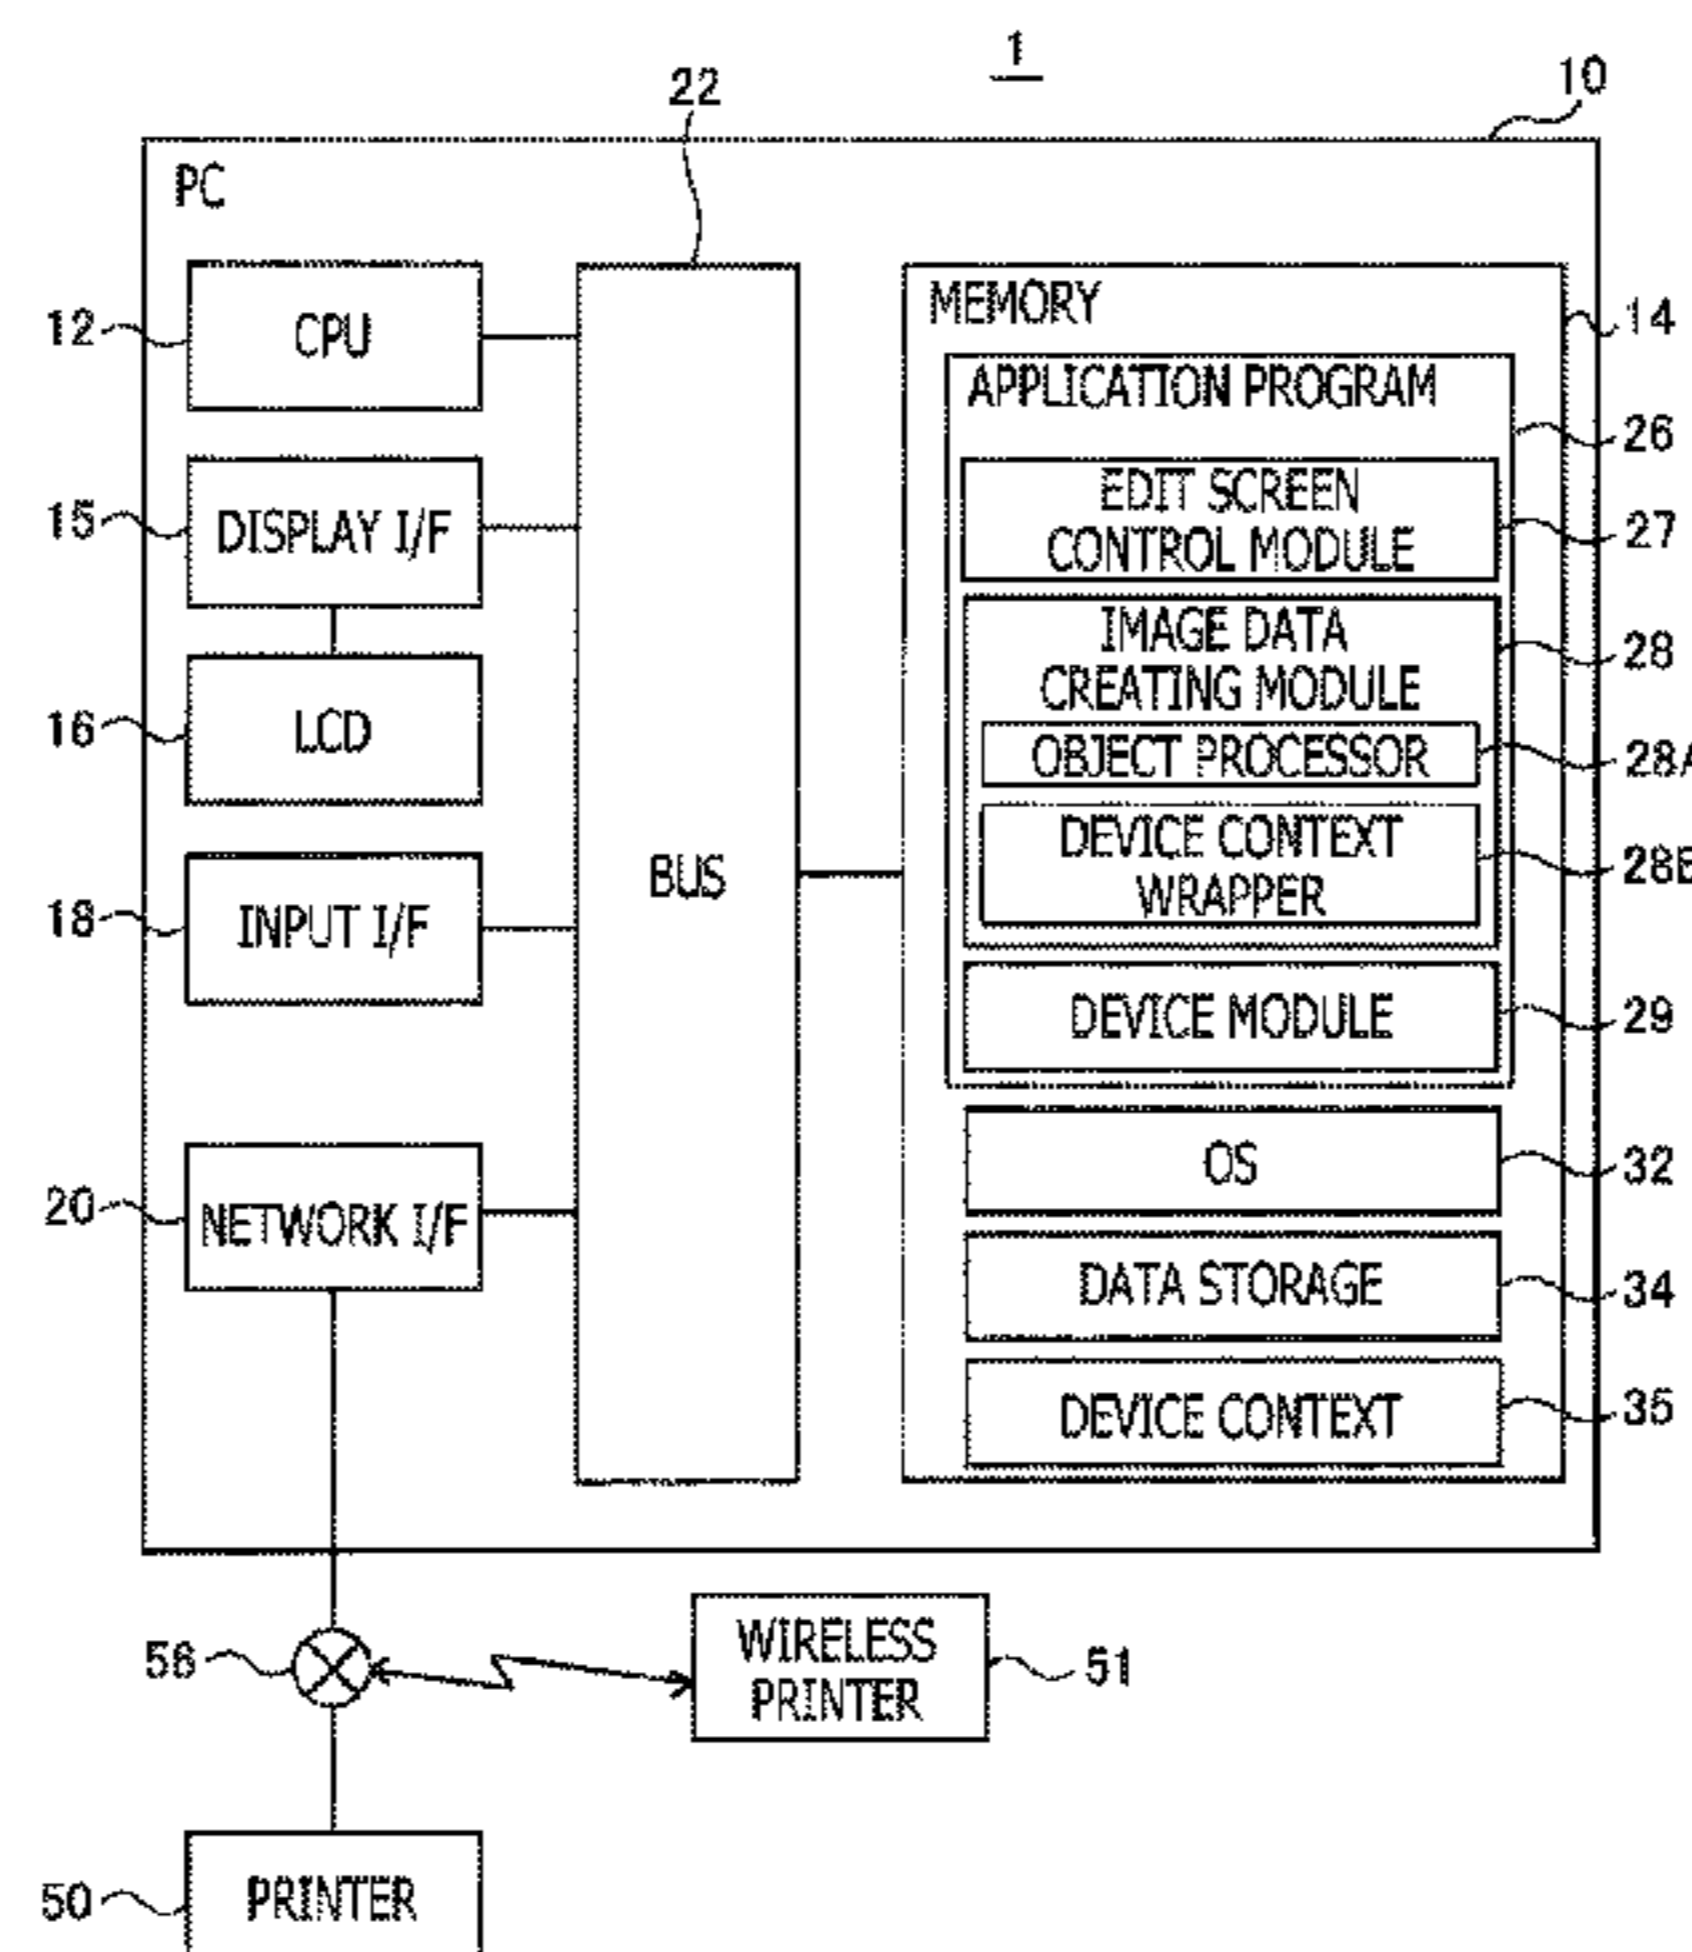 1
10
22
PC
12
CPU
15
DISPLAY I/F
16
LCD
18
INPUT I/F
20
NETWORK I/F
BUS
MEMORY
14
APPLICATION PROGRAM
26
EDIT SCREEN
CONTROL MODULE
27
IMAGE DATA
CREATING MODULE
28
OBJECT PROCESSOR
28A
DEVICE CONTEXT
WRAPPER
28B
DEVICE MODULE
29
OS
32
DATA STORAGE
34
DEVICE CONTEXT
35
56
WIRELESS
PRINTER
51
50
PRINTER